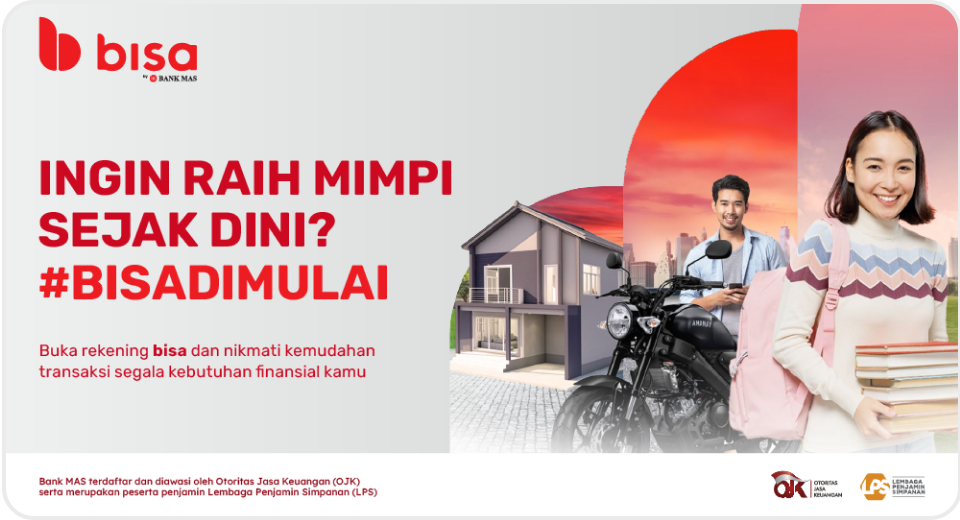 bisa
by BANK MAS
INGIN RAIH MIMPI
SEJAK DINI?
#BISADIMULAI
Buka rekening bisa dan nikmati kemudahan
transaksi segala kebutuhan finansial kamu
Bank MAS terdaftar dan diawasi oleh Otoritas Jasa Keuangan (OJK)
serta merupakan peserta penjamin Lembaga Penjamin Simpanan (LPS)
OJK
OTORITAS
JASA
KEUANGAN
LPS
LEMBAGA
PENJAMIN
SIMPANAN